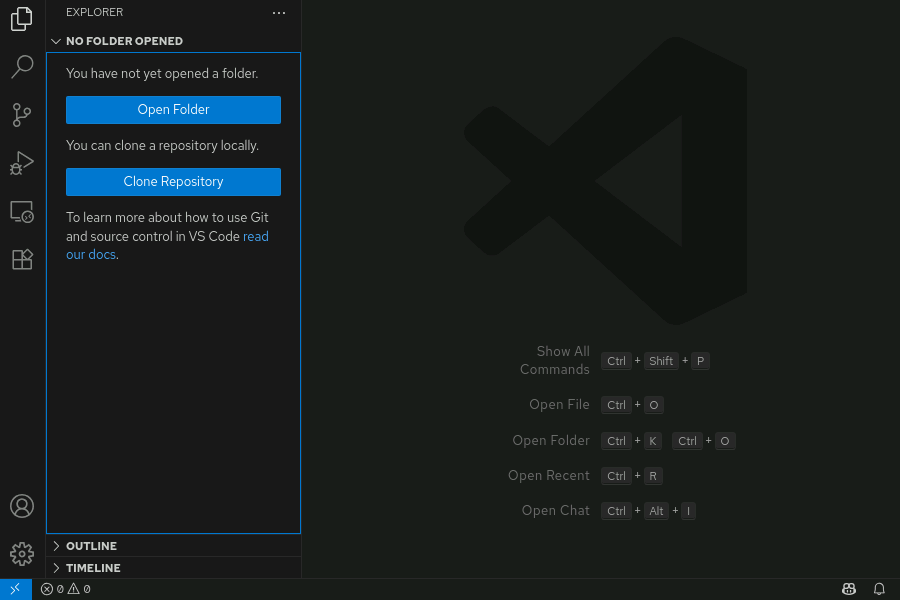 EXPLORER
NO FOLDER OPENED
You have not yet opened a folder.
Open Folder
You can clone a repository locally.
Clone Repository
To learn more about how to use Git
and source control in VS Code read
our docs.
OUTLINE
TIMELINE
Show All
Commands
Ctrl + Shift + P
Open File Ctrl + O
Open Folder Ctrl + K Ctrl + O
Open Recent Ctrl + R
Open Chat Ctrl + Alt + I
0 0